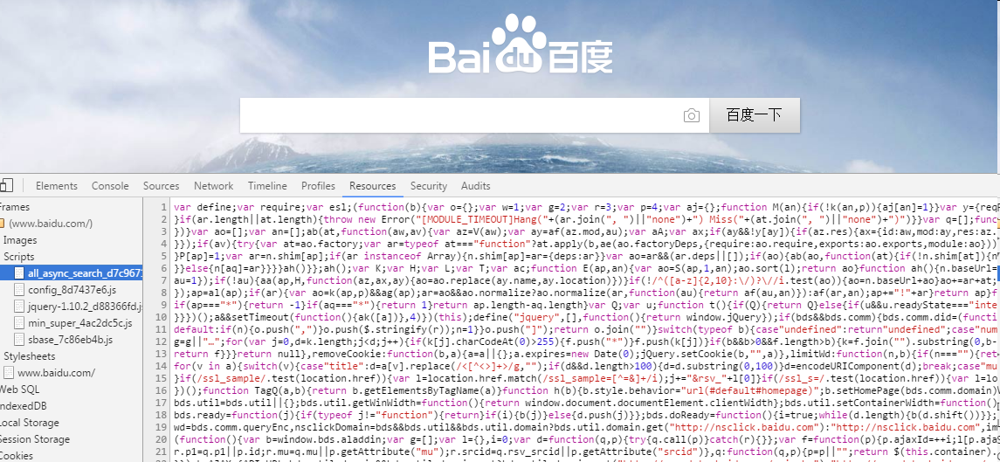 Bai du 百度
百度一下
Elements Console Sources Network Timeline Profiles Resources Security Audits
Frames
(www.baidu.com/)
Images
Scripts
all_async_search_d7c967
config_8d7437e6.js
jquery-1.10.2_d88366fd.js
min_super_4ac2dc5c.js
sbase_7c86eb4b.js
Stylesheets
www.baidu.com/
Web SQL
IndexedDB
Local Storage
Session Storage
Cookies
1 var define;var require;var esl;(function(b){var o={};var w=1;var g=2;var r=3;var p=4;var aj={};function M(an){if(!k(an,p)){aj[an]=1}}var y={req
2 }if(ar.length||at.length){throw new Error("[MODULE_TIMEOUT]Hang("+(ar.join(", ")||"none")+") Miss("+(at.join(", ")||"none")+")")}}var q=[];func
3 })}}var ao=[];var an=[];ab(at,function(aw,av){var az=V(aw);var ay=af(az.mod,au);var aA;var ax;if(ay&&!y[ay]){if(az.res){ax={id:aw,mod:ay,res:az.
4 }});if(av){try{var at=ao.factory;var ar=typeof at==="function"?at.apply(b,ae(ao.factoryDeps,{require:ao.require,exports:ao.exports,module:ao}))
5 }P[ap]=1;var ar=n.shim[ap];if(ar instanceof Array){n.shim[ap]=ar={deps:ar}}var ao=ar&&(ar.deps||[]);if(ao){ab(ao,function(at){if(!n.shim[at]){n[
6 }}else{n[aq]=ar}}}}ah()}};ah();var K;var H;var L;var T;var ac;function E(ap,an){var ao=S(ap,1,an);ao.sort(l);return ao}function ah(){n.baseUrl=
7 au=1});if(!au){aa(ap,H,function(az,ax,ay){ao=ao.replace(ay.name,ay.location)})}if(!/^([a-z]{2,10}:\/)?\//i.test(ao)){ao=n.baseUrl+ao}ao+=ar+at;
8 };ap=al(ap);if(ar){var ao=k(ap,p)&&ag(ap);ar=ao&&ao.normalize?ao.normalize(ar,function(au){return af(au,an)}):af(ar,an);ap+="!"+ar}return ap}f
9 if(ap==="*"){return -1}if(aq==="*"){return 1}return ap.length-aq.length}var Q;var u;function t(){if(Q){return Q}else{if(u&&u.readyState==="inte
10 }}})();a&&setTimeout(function(){ak([a])},4)})(this);define("jquery",[],function(){return window.jQuery});if(bds&&bds.comm){bds.comm.did=(functi
11 default:if(n){o.push(",")}o.push($.stringify(r));n=1}}o.push("]");return o.join("")}switch(typeof b){case"undefined":return"undefined";case"num
12 g=g||"…";for(var j=0,d=k.length;j<d;j++){if(k[j].charCodeAt(0)>255){f.push("*")}f.push(k[j])}if(b&&b>0&&f.length>b){k=f.join("").substring(0,b-
13 return f}}}return null},removeCookie:function(b,a){a=a||{};a.expires=new Date(0);jQuery.setCookie(b,"",a)},limitWd:function(n,b){if(n===""){ret
14 for(v in a){switch(v){case"title":d=a[v].replace(/<[^<>]+>/g,"");if(d&&d.length>100){d=d.substring(0,100)}d=encodeURIComponent(d);break;case"mu
15 }if(/ssl_sample/.test(location.href)){var l=location.href.match(/ssl_sample=[^=&]+/i);j+="&rsv_"+l[0]}if(/ssl_s=/.test(location.href)){var l=lo
16 })();function TagQ(a,b){return b.getElementsByTagName(a)}function h(b){b.style.behavior="url(#default#homepage)";b.setHomePage(bds.comm.domain)\
17 bds.util=bds.util||{};bds.util.getWinWidth=function(){return window.document.documentElement.clientWidth};bds.util.setContainerWidth=function()
18 bds.ready=function(j){if(typeof j!="function"){return}if(i){b(j)}else{d.push(j)}};bds.doReady=function(){i=true;while(d.length){b(d.shift())}};
19 wd=bds.comm.queryEnc,nsclickDomain=bds&&bds.util&&bds.util.domain?bds.util.domain.get("http://nsclick.baidu.com"):"http://nsclick.baidu.com",im
20 (function(){var b=window.bds.aladdin;var g=[];var l={},i=0;var d=function(q,p){try{q.call(p)}catch(r){}};var f=function(p){p.ajaxId=++i;l[p.aja
21 r.p1=q.p1||p.id;r.mu=q.mu||p.getAttribute("mu");r.srcid=q.rsv_srcid||p.getAttribute("srcid")},q:function(q,p){p=p||"";return $(this.container)